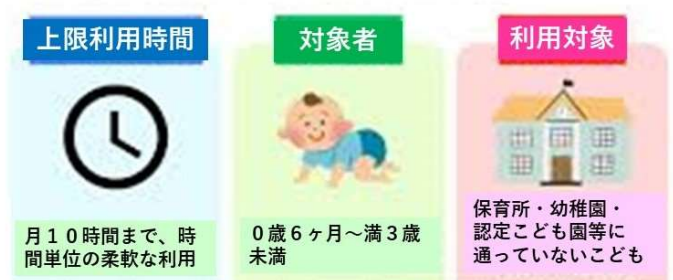 上限利用時間
月１０時間まで、時
間単位の柔軟な利用
対象者
０歳６ヶ月～満３歳
未満
利用対象
保育所・幼稚園・
認定こども園等に
通っていないこども